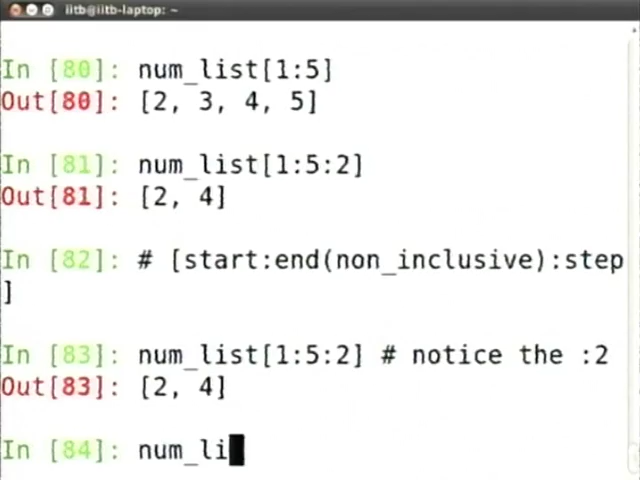 iitb@iitb-laptop: ~
In [80]: num_list[1:5]
Out[80]: [2, 3, 4, 5]
In [81]: num_list[1:5:2]
Out[81]: [2, 4]
In [82]: # [start:end(non_inclusive):step
]
In [83]: num_list[1:5:2] # notice the :2
Out[83]: [2, 4]
In [84]: num_li